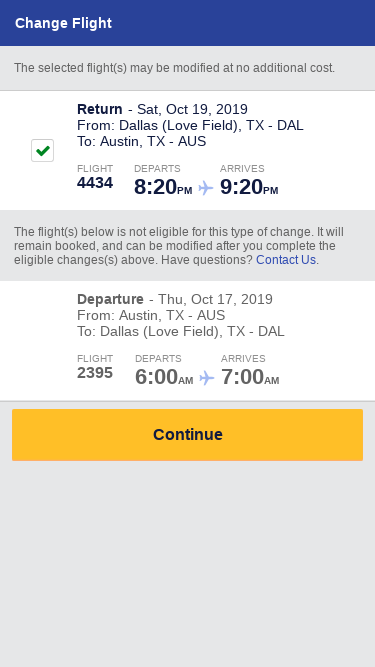 Change Flight
The selected flight(s) may be modified at no additional cost.
Return - Sat, Oct 19, 2019
From: Dallas (Love Field), TX - DAL
To: Austin, TX - AUS
FLIGHT DEPARTS ARRIVES
4434 8:20PM 9:20PM
The flight(s) below is not eligible for this type of change. It will
remain booked, and can be modified after you complete the
eligible changes(s) above. Have questions? Contact Us.
Departure - Thu, Oct 17, 2019
From: Austin, TX - AUS
To: Dallas (Love Field), TX - DAL
FLIGHT DEPARTS ARRIVES
2395 6:00AM 7:00AM
Continue